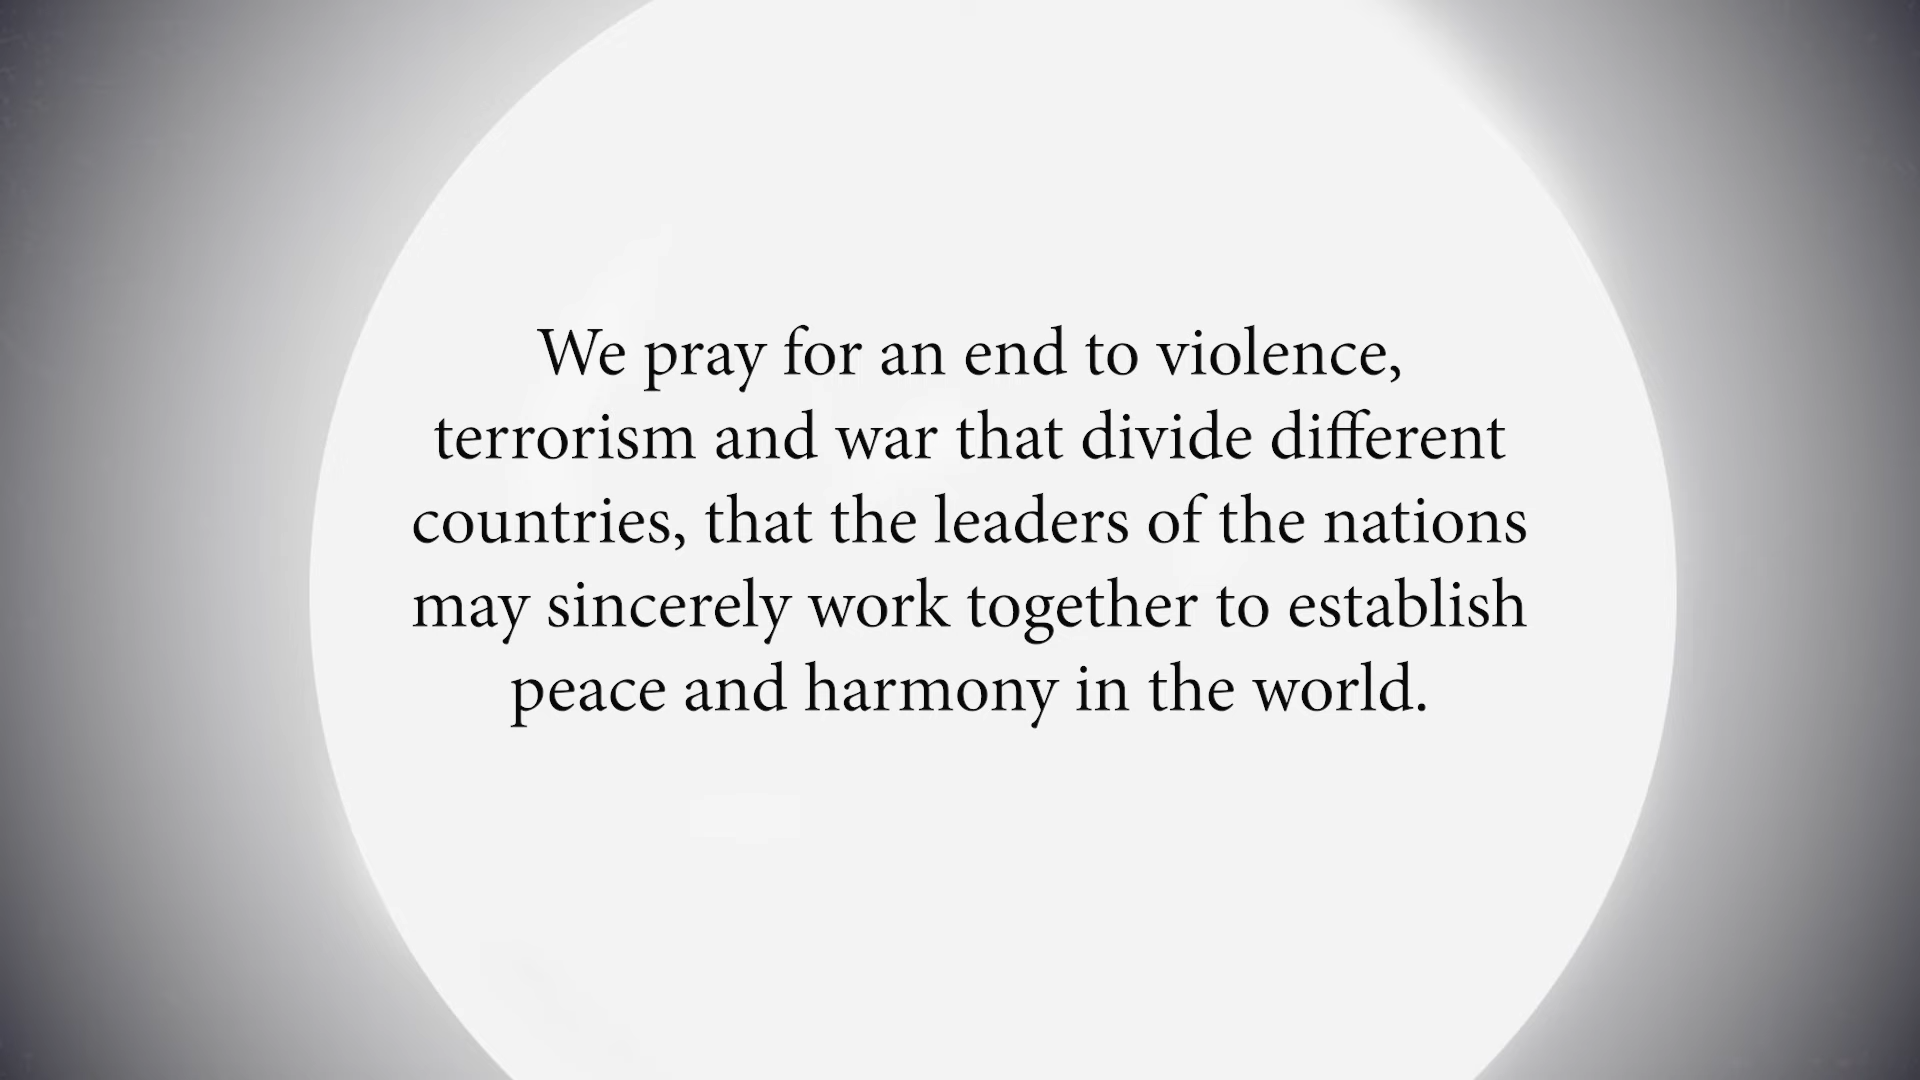 We pray for an end to violence,
terrorism and war that divide different
countries, that the leaders of the nations
may sincerely work together to establish
peace and harmony in the world.